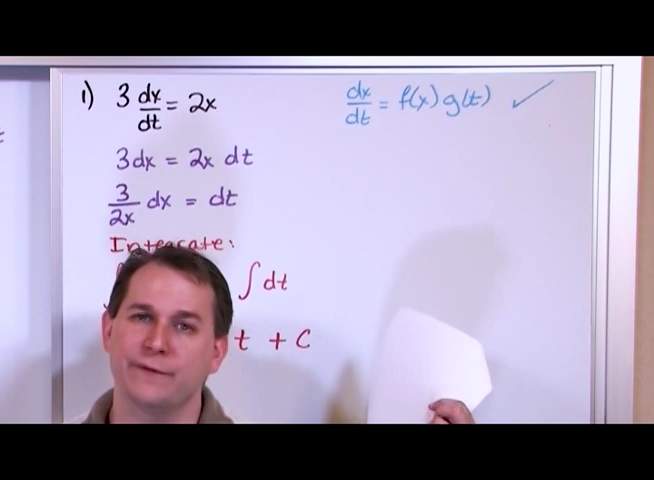 1) 3 dx/dt = 2x
dx/dt = f(x) g(t) ✓
3dx = 2x dt
3/2x dx = dt
Integrate:
∫ dt
t + C